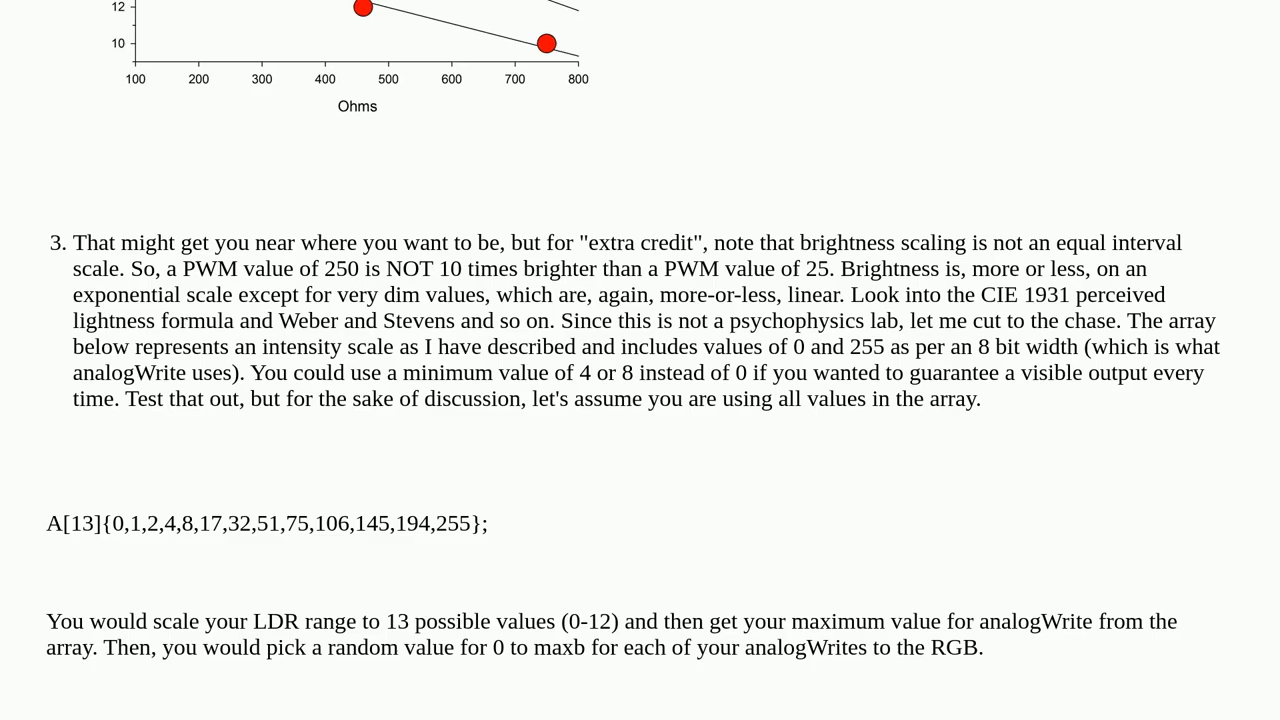 12
10
100 200 300 400 500 600 700 800
Ohms
3. That might get you near where you want to be, but for "extra credit", note that brightness scaling is not an equal interval
scale. So, a PWM value of 250 is NOT 10 times brighter than a PWM value of 25. Brightness is, more or less, on an
exponential scale except for very dim values, which are, again, more-or-less, linear. Look into the CIE 1931 perceived
lightness formula and Weber and Stevens and so on. Since this is not a psychophysics lab, let me cut to the chase. The array
below represents an intensity scale as I have described and includes values of 0 and 255 as per an 8 bit width (which is what
analogWrite uses). You could use a minimum value of 4 or 8 instead of 0 if you wanted to guarantee a visible output every
time. Test that out, but for the sake of discussion, let's assume you are using all values in the array.
A[13]{0,1,2,4,8,17,32,51,75,106,145,194,255};
You would scale your LDR range to 13 possible values (0-12) and then get your maximum value for analogWrite from the
array. Then, you would pick a random value for 0 to maxb for each of your analogWrites to the RGB.